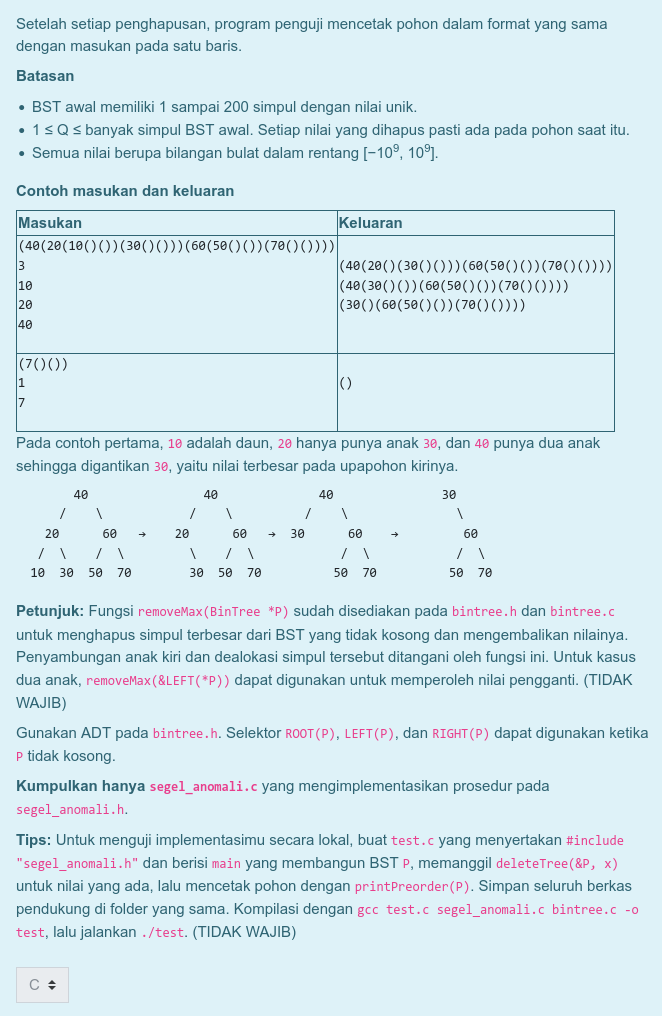 Setelah setiap penghapusan, program penguji mencetak pohon dalam format yang sama
dengan masukan pada satu baris.
Batasan
• BST awal memiliki 1 sampai 200 simpul dengan nilai unik.
• 1 ≤ Q ≤ banyak simpul BST awal. Setiap nilai yang dihapus pasti ada pada pohon saat itu.
• Semua nilai berupa bilangan bulat dalam rentang [−10⁹, 10⁹].
Contoh masukan dan keluaran
Masukan Keluaran
(40(20(10()())(30()()))(60(50()())(70()())))
3 (40(20()(30()()))(60(50()())(70()())))
10 (40(30()())(60(50()())(70()())))
20 (30()(60(50()())(70()())))
40
(7()())
1 ()
7
Pada contoh pertama, 10 adalah daun, 20 hanya punya anak 30, dan 40 punya dua anak
sehingga digantikan 30, yaitu nilai terbesar pada upapohon kirinya.
40 40 40 30
/ \ / \ / \ \
20 60 → 20 60 → 30 60 → 60
/ \ / \ \ / \ / \ / \
10 30 50 70 30 50 70 50 70 50 70
Petunjuk: Fungsi removeMax(BinTree *P) sudah disediakan pada bintree.h dan bintree.c
untuk menghapus simpul terbesar dari BST yang tidak kosong dan mengembalikan nilainya.
Penyambungan anak kiri dan dealokasi simpul tersebut ditangani oleh fungsi ini. Untuk kasus
dua anak, removeMax(&LEFT(*P)) dapat digunakan untuk memperoleh nilai pengganti. (TIDAK
WAJIB)
Gunakan ADT pada bintree.h. Selektor ROOT(P), LEFT(P), dan RIGHT(P) dapat digunakan ketika
P tidak kosong.
Kumpulkan hanya segel_anomali.c yang mengimplementasikan prosedur pada
segel_anomali.h.
Tips: Untuk menguji implementasimu secara lokal, buat test.c yang menyertakan #include
"segel_anomali.h" dan berisi main yang membangun BST P, memanggil deleteTree(&P, x)
untuk nilai yang ada, lalu mencetak pohon dengan printPreorder(P). Simpan seluruh berkas
pendukung di folder yang sama. Kompilasi dengan gcc test.c segel_anomali.c bintree.c -o
test, lalu jalankan ./test. (TIDAK WAJIB)
C